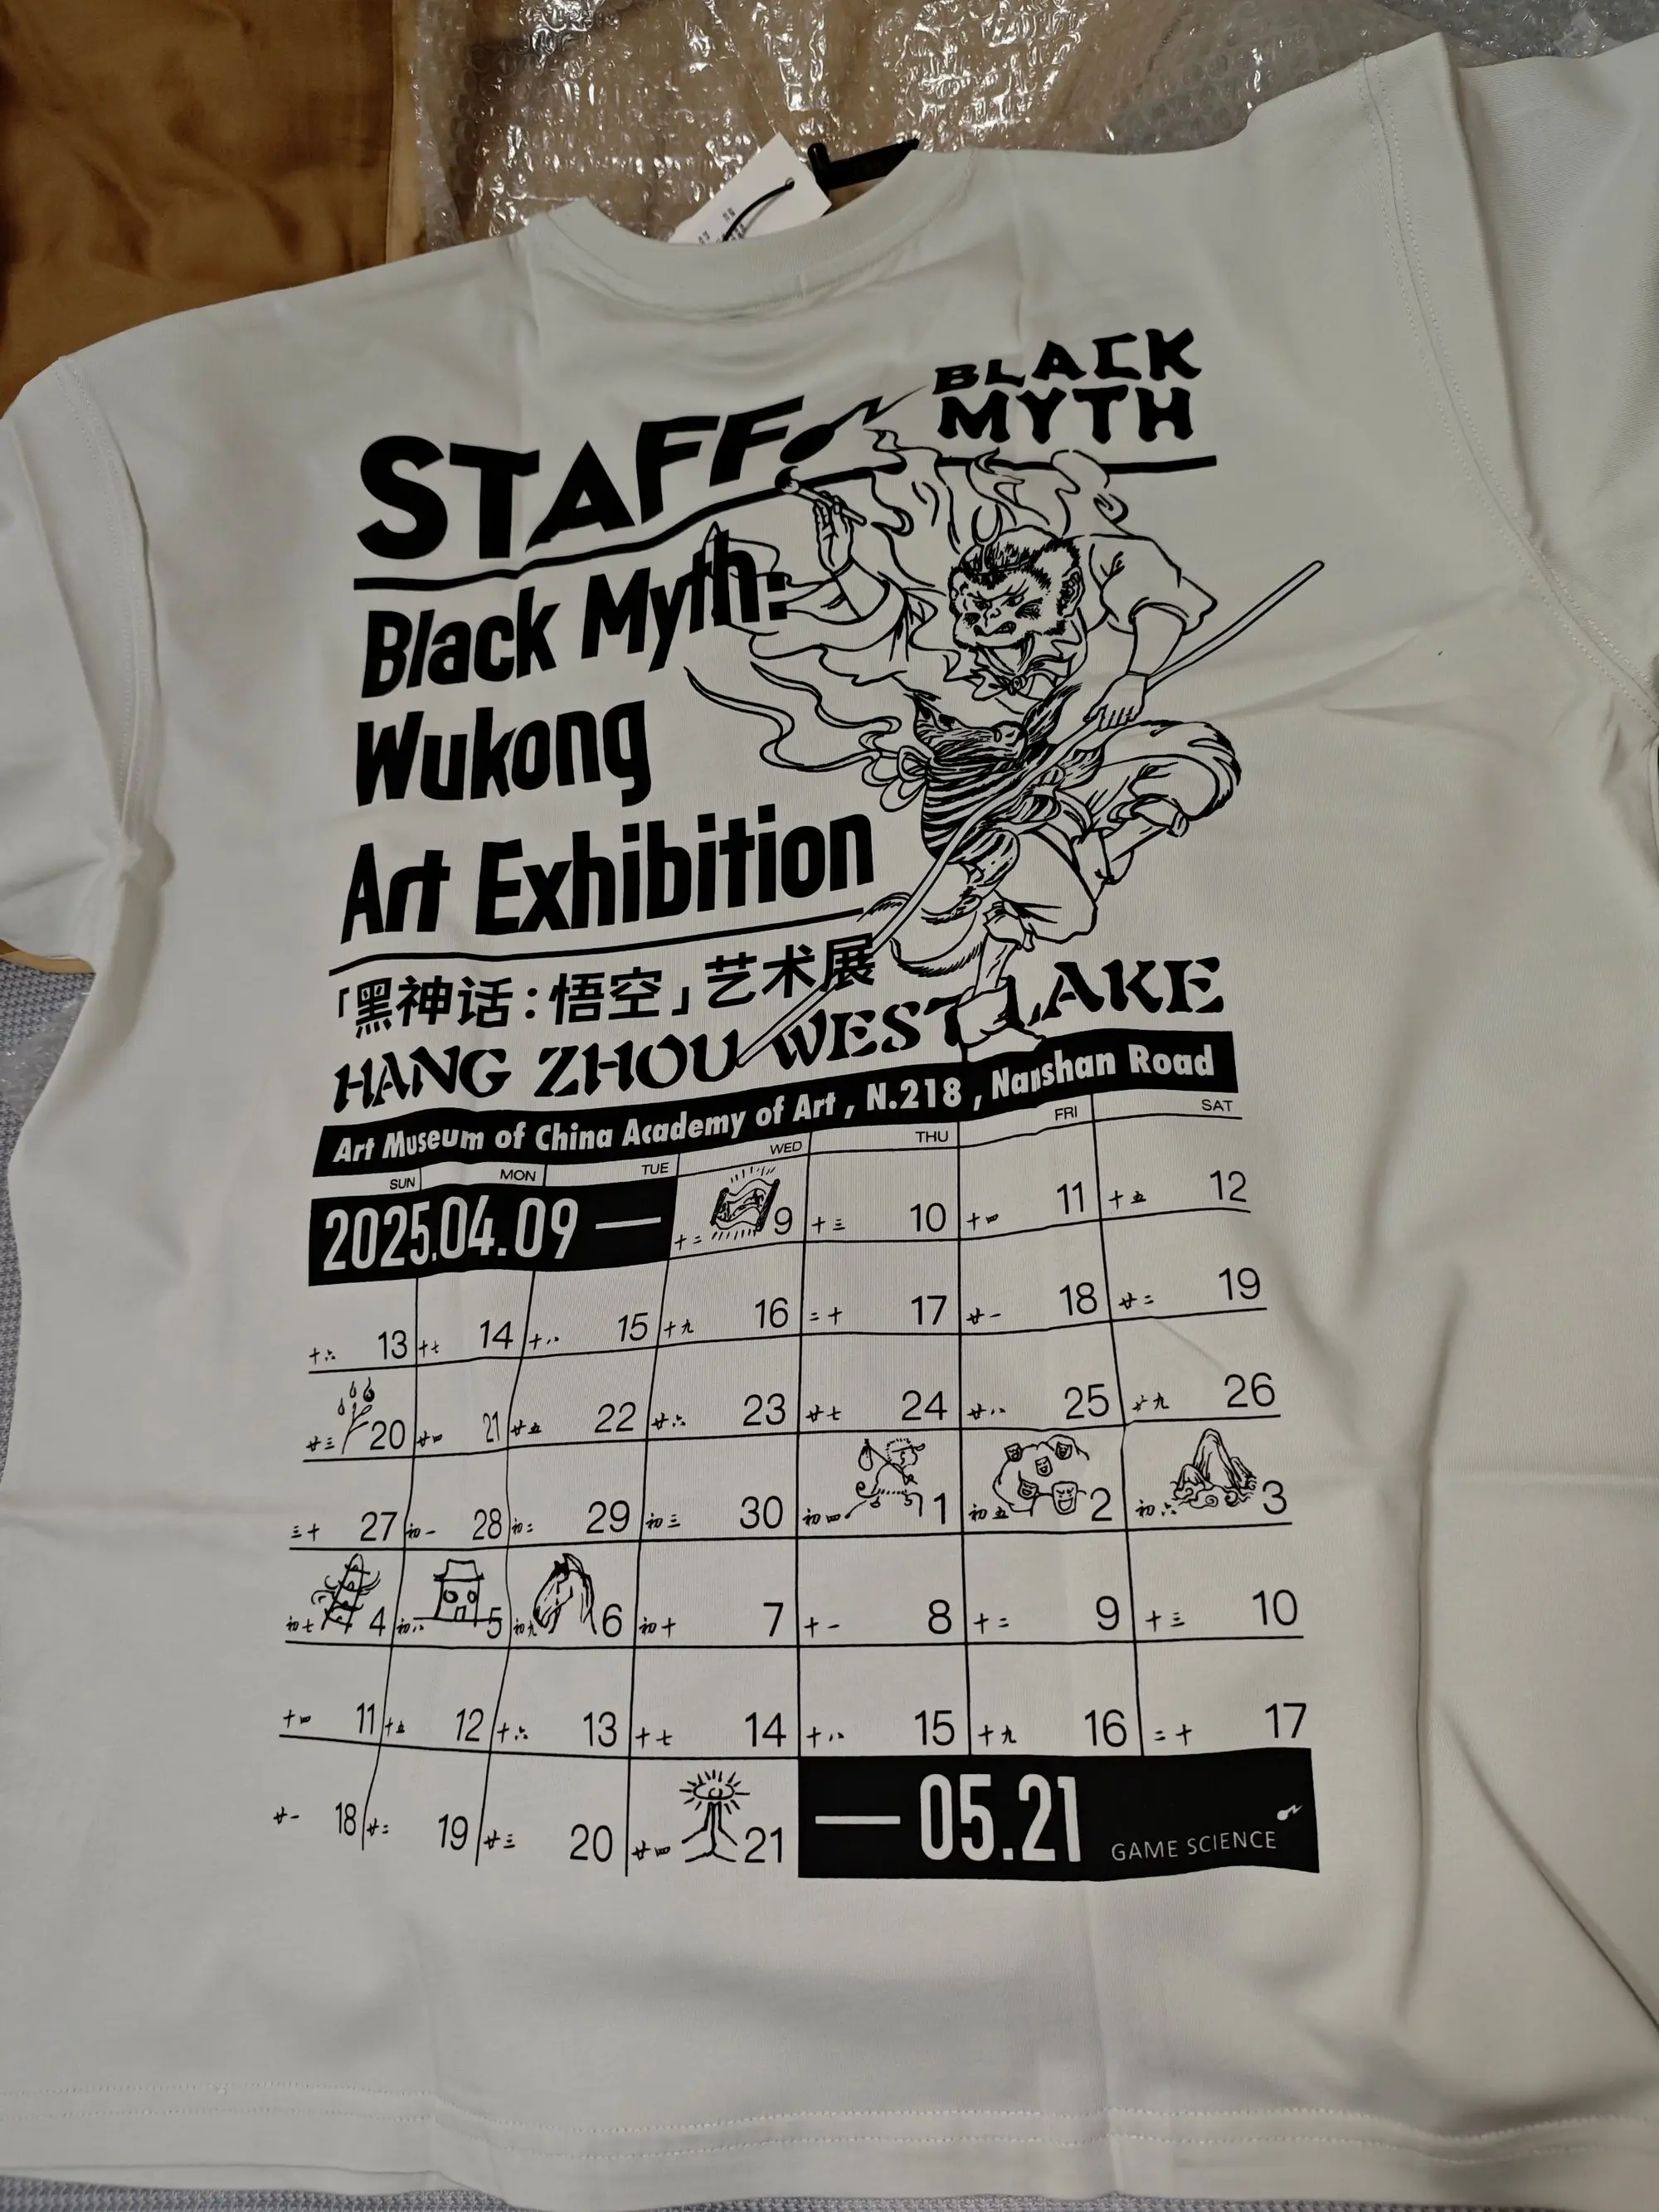 BLACK
MYTH
STAFF
Black Myth:
Wukong
Art Exhibition
「黑神话:悟空」艺术展
HANG ZHOU WEST LAKE
Art Museum of China Academy of Art , N.218 , Nanshan Road
SUN MON TUE WED THU FRI SAT
2025.04.09 — 十二 9 十三 10 十四 11 十五 12
十六 13 十七 14 十八 15 十九 16 二十 17 廿一 18 廿二 19
廿三 20 廿四 21 廿五 22 廿六 23 廿七 24 廿八 25 廿九 26
三十 27 初一 28 初二 29 初三 30 初四 1 初五 2 初六 3
初七 4 初八 5 初九 6 初十 7 十一 8 十二 9 十三 10
十四 11 十五 12 十六 13 十七 14 十八 15 十九 16 二十 17
廿一 18 廿二 19 廿三 20 廿四 21 — 05.21
GAME SCIENCE